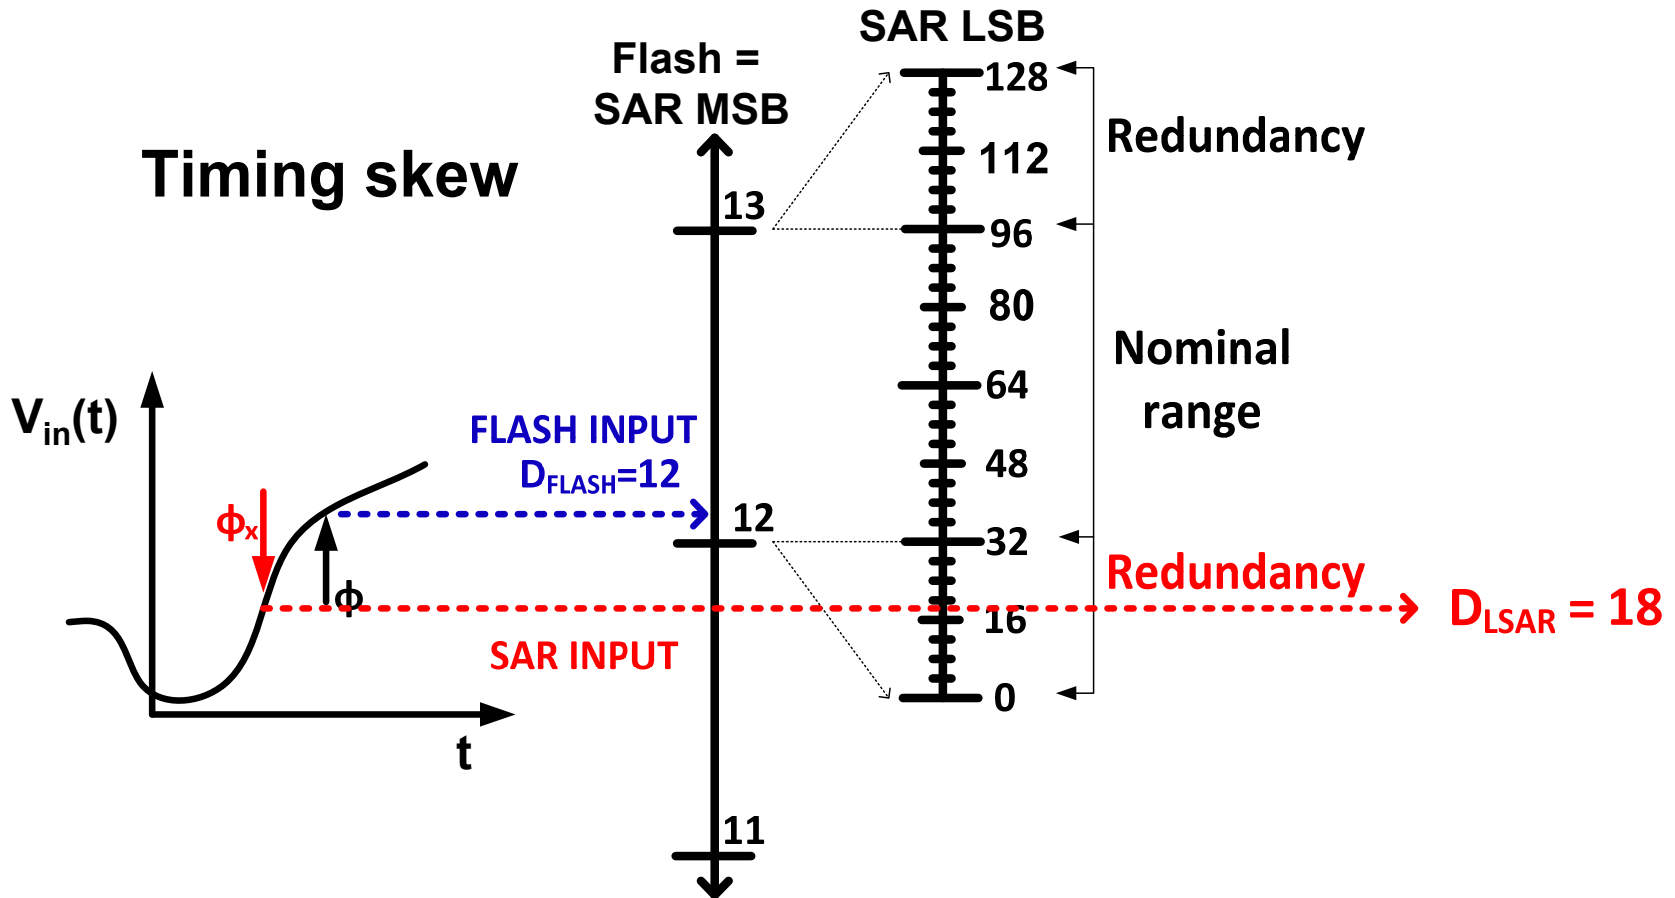 SAR LSB
Flash =
SAR MSB
Timing skew
128
112
96
80
64
48
32
16
0
Redundancy
Nominal
range
Redundancy
13
12
11
Vin(t)
ϕx
ϕ
t
FLASH INPUT
DFLASH=12
SAR INPUT
DLSAR = 18